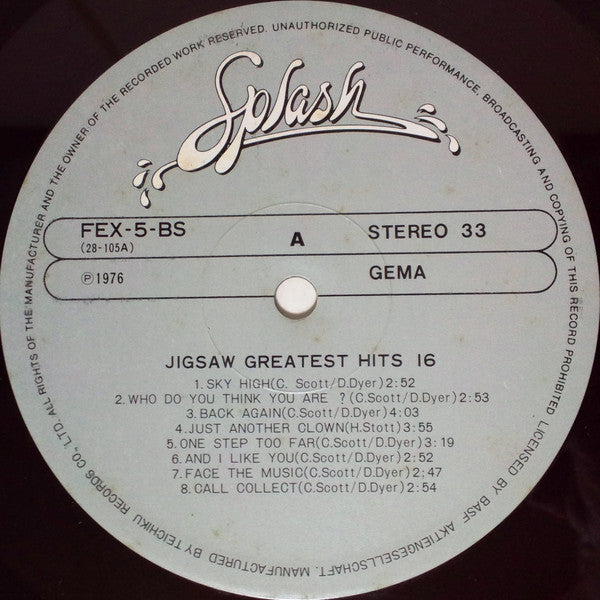 ALL RIGHTS OF THE MANUFACTURER AND THE OWNER OF THE RECORDED WORK RESERVED. UNAUTHORIZED PUBLIC PERFORMANCE, BROADCASTING AND COPYING OF THIS RECORD PROHIBITED
Splash
FEX-5-BS
(28-105A)
A
STEREO 33
℗1976
GEMA
JIGSAW GREATEST HITS 16
1. SKY HIGH(C. Scott/D.Dyer)2:52
2. WHO DO YOU THINK YOU ARE ?(C.Scott/D.Dyer)2:53
3. BACK AGAIN(C.Scott/D.Dyer)4:03
4. JUST ANOTHER CLOWN(H.Stott)3:55
5. ONE STEP TOO FAR(C.Scott/D.Dyer)3:19
6. AND I LIKE YOU(C.Scott/D.Dyer)2:52
7. FACE THE MUSIC(C.Scott/D.Dyer)2;47
8. CALL COLLECT(C.Scott/D.Dyer)2:54
MANUFACTURED BY TEICHIKU RECORDS CO., LTD. LICENSED BY BASF AKTIENGESELLSCHAFT.